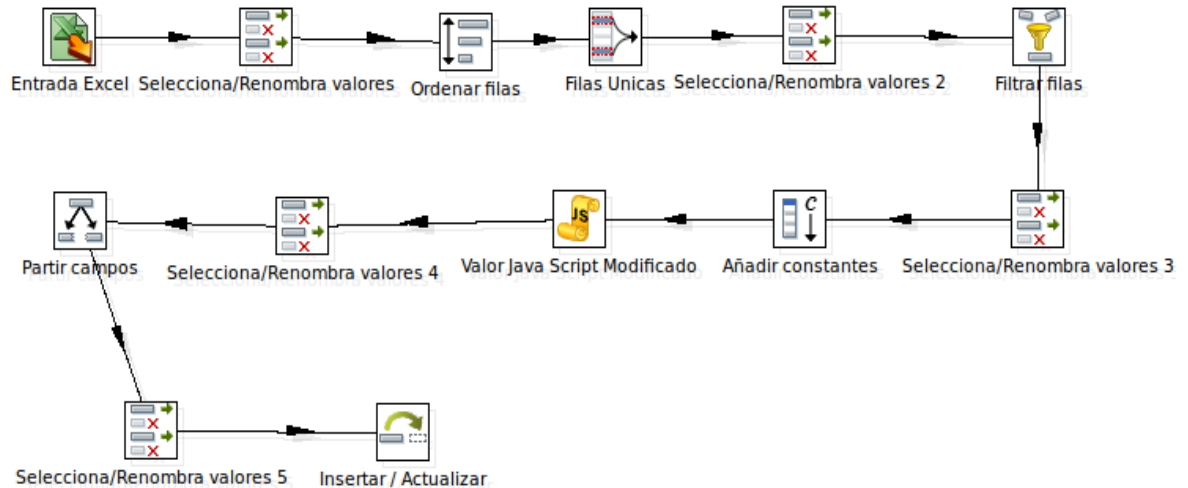 Entrada Excel
Selecciona/Renombra valores
Ordenar filas
Filas Unicas
Selecciona/Renombra valores 2
Filtrar filas
Partir campos
Selecciona/Renombra valores 4
Js
Valor Java Script Modificado
C
Añadir constantes
Selecciona/Renombra valores 3
Selecciona/Renombra valores 5
Insertar / Actualizar